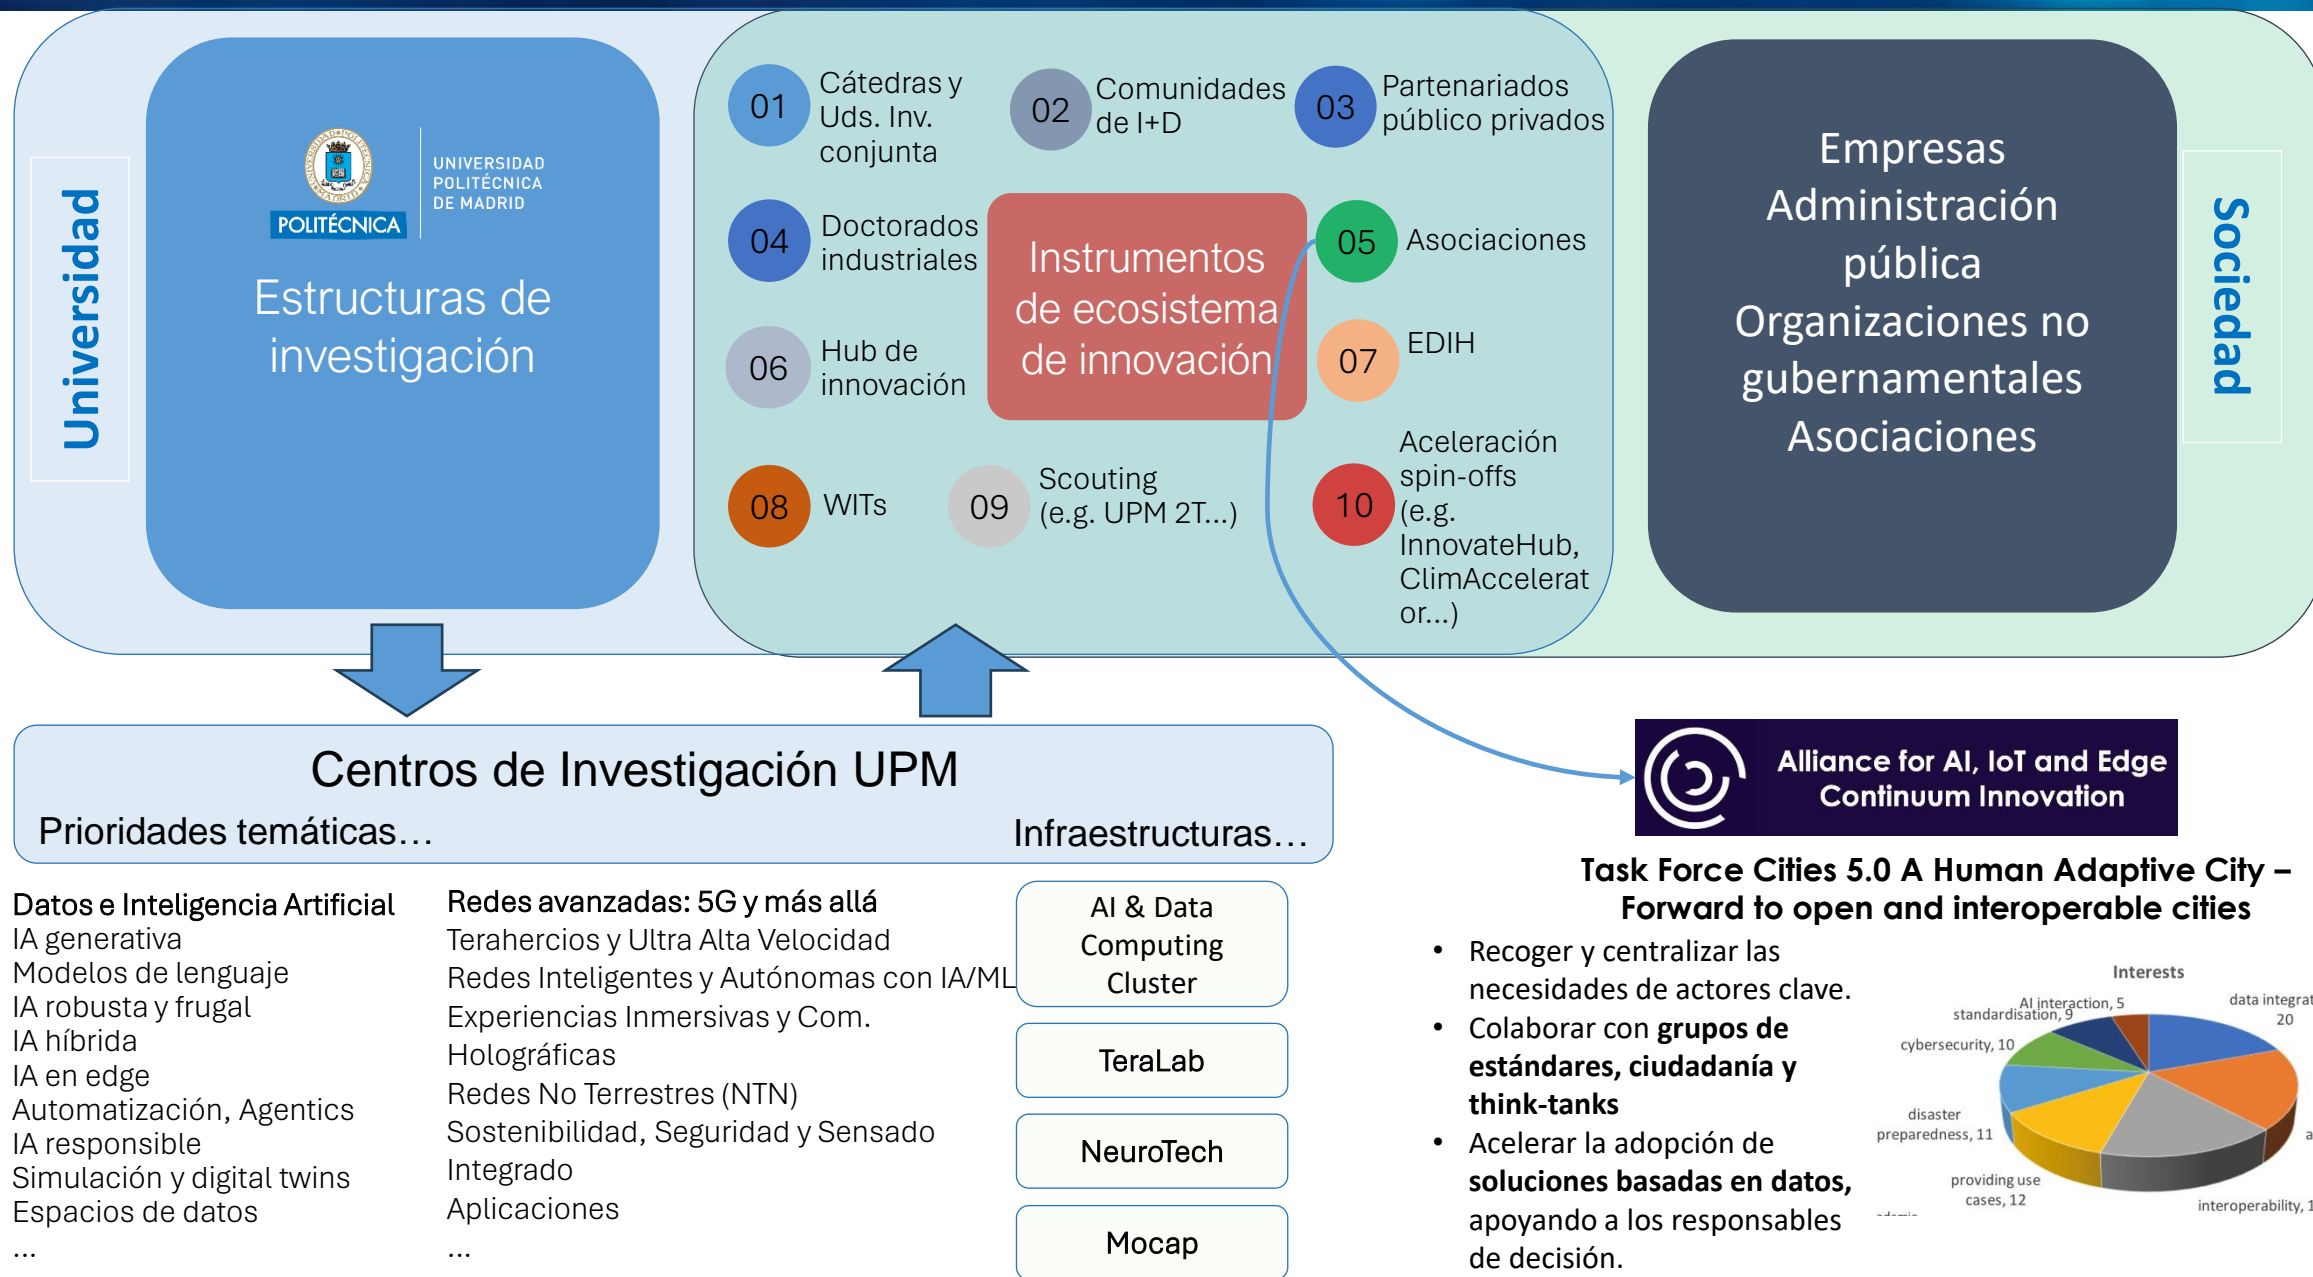 Universidad
POLITÉCNICA
UNIVERSIDAD
POLITÉCNICA
DE MADRID
Estructuras de
investigación
01
Cátedras y
Uds. Inv.
conjunta
02
Comunidades
de I+D
03
Partenariados
público privados
04
Doctorados
industriales
Instrumentos
de ecosistema
de innovación
05
Asociaciones
06
Hub de
innovación
07
EDIH
08
WITs
09
Scouting
(e.g. UPM 2T...)
10
Aceleración
spin-offs
(e.g.
InnovateHub,
ClimAccelerat
or...)
Empresas
Administración
pública
Organizaciones no
gubernamentales
Asociaciones
Sociedad
Centros de Investigación UPM
Prioridades temáticas…
Infraestructuras…
Datos e Inteligencia Artificial
IA generativa
Modelos de lenguaje
IA robusta y frugal
IA híbrida
IA en edge
Automatización, Agentics
IA responsible
Simulación y digital twins
Espacios de datos
...
Redes avanzadas: 5G y más allá
Terahercios y Ultra Alta Velocidad
Redes Inteligentes y Autónomas con IA/ML
Experiencias Inmersivas y Com.
Holográficas
Redes No Terrestres (NTN)
Sostenibilidad, Seguridad y Sensado
Integrado
Aplicaciones
...
AI & Data
Computing
Cluster
TeraLab
NeuroTech
Mocap
Alliance for AI, IoT and Edge
Continuum Innovation
Task Force Cities 5.0 A Human Adaptive City –
Forward to open and interoperable cities
• Recoger y centralizar las
necesidades de actores clave.
• Colaborar con grupos de
estándares, ciudadanía y
think-tanks
• Acelerar la adopción de
soluciones basadas en datos,
apoyando a los responsables
de decisión.
Interests
AI interaction, 5
standardisation, 9
data
20
cybersecurity, 10
disaster
preparedness, 11
providing use
cases, 12
interoperability,